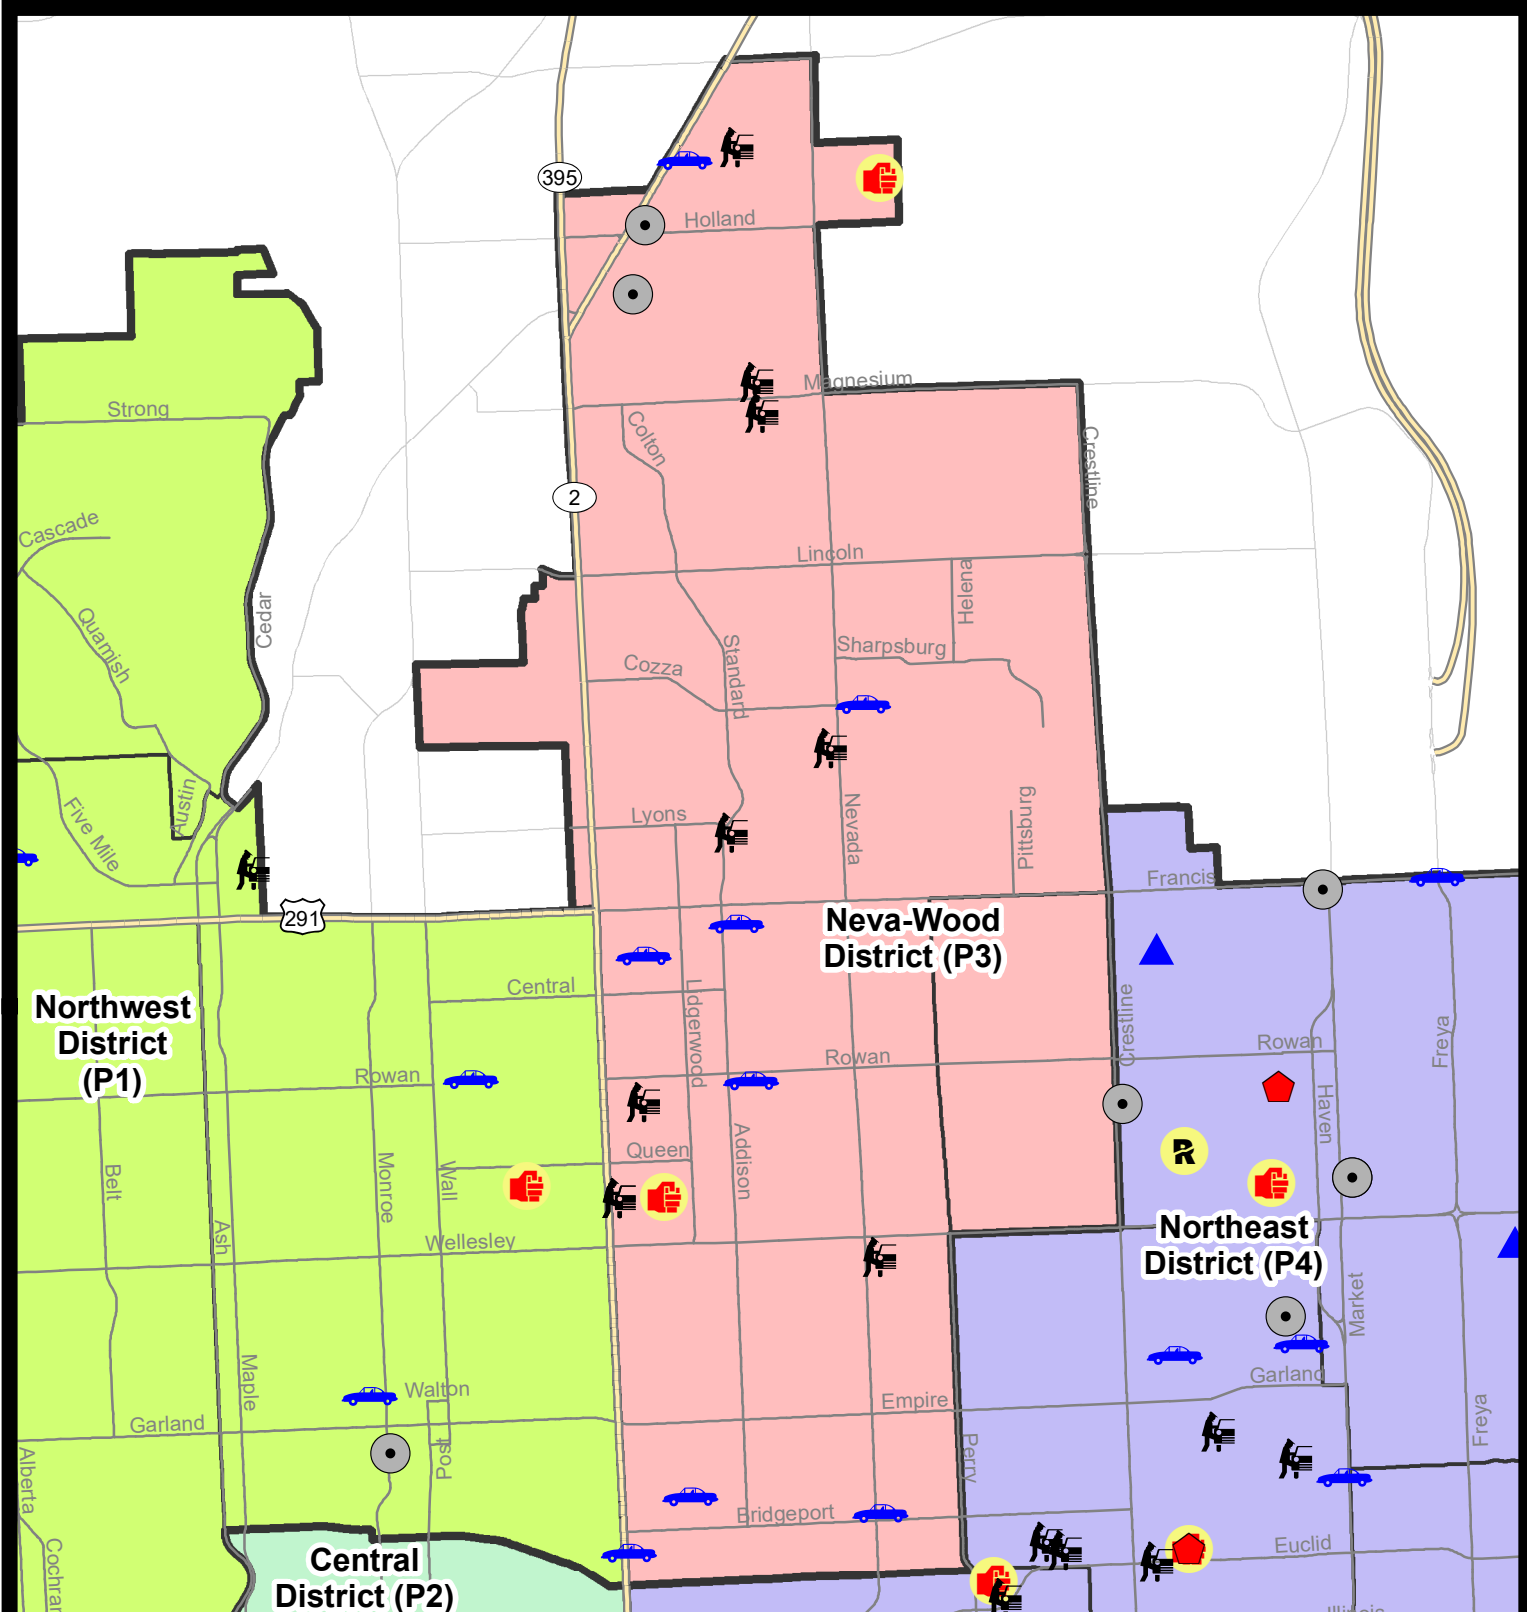 395
Holland
Magnesium
Strong
Colton
Crestline
2
Cascade
Lincoln
Helena
Cedar
Quamish
Sharpsburg
Cozza
Standard
Austin
Five Mile
Lyons
Nevada
Pittsburg
Francis
291
Neva-Wood
District (P3)
Northwest
District
(P1)
Central
Lidgerwood
Crestline
Freya
Rowan
Rowan
Rowan
Haven
R
Queen
Addison
Belt
Monroe
Wall
Ash
Wellesley
Northeast
District (P4)
Market
Maple
Walton
Garland
Garland
Empire
Freya
Post
Perry
Alberta
Bridgeport
Euclid
Cochran
Central
District (P2)